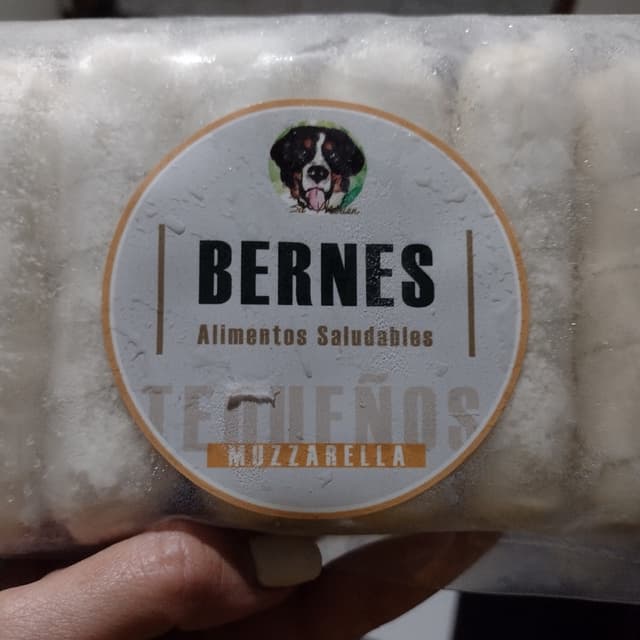 BERNES
Alimentos Saludables
TEQUEÑOS
MUZZARELLA